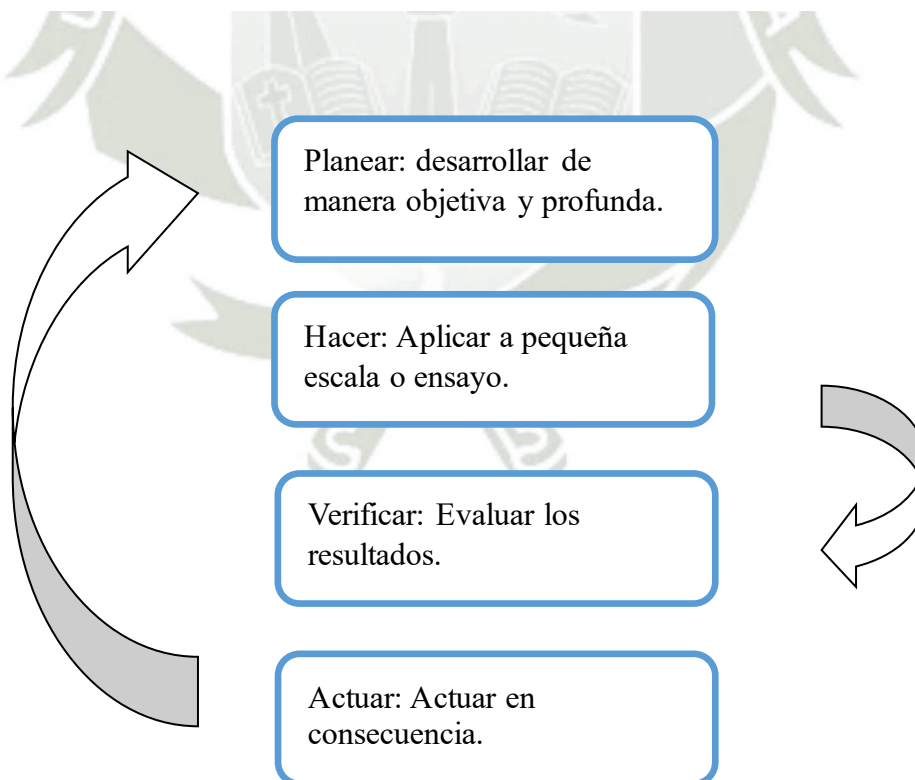 Planear: desarrollar de
manera objetiva y profunda.
Hacer: Aplicar a pequeña
escala o ensayo.
Verificar: Evaluar los
resultados.
Actuar: Actuar en
consecuencia.